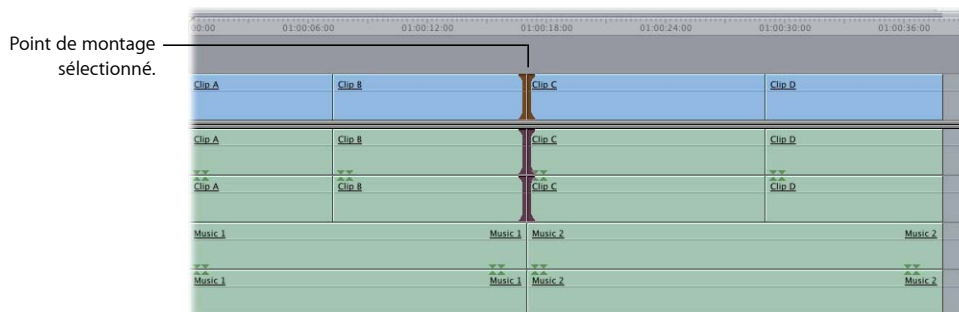 00:00 01:00:06:00 01:00:12:00 01:00:18:00 01:00:24:00 01:00:30:00 01:00:36:00
Point de montage
sélectionné.
Clip A Clip B Clip C Clip D
Clip A Clip B Clip C Clip D
Clip A Clip B Clip C Clip D
Music 1 Music 1 Music 2 Music 2
Music 1 Music 1 Music 2 Music 2